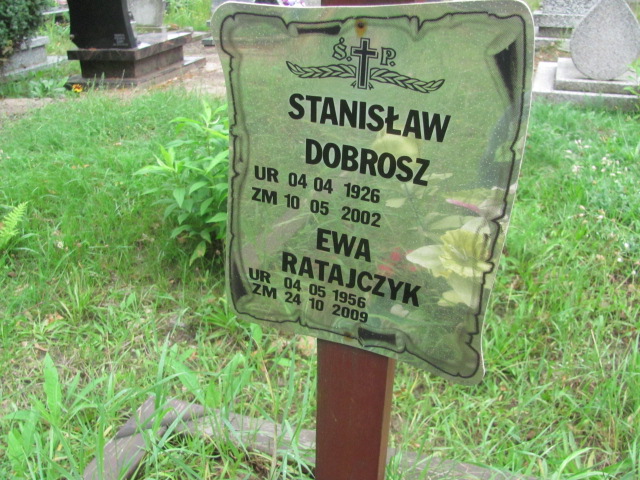 Ś. P.
STANISŁAW
DOBROSZ
UR 04 04 1926
ZM 10 05 2002
EWA
RATAJCZYK
UR 04 05 1956
ZM 24 10 2009